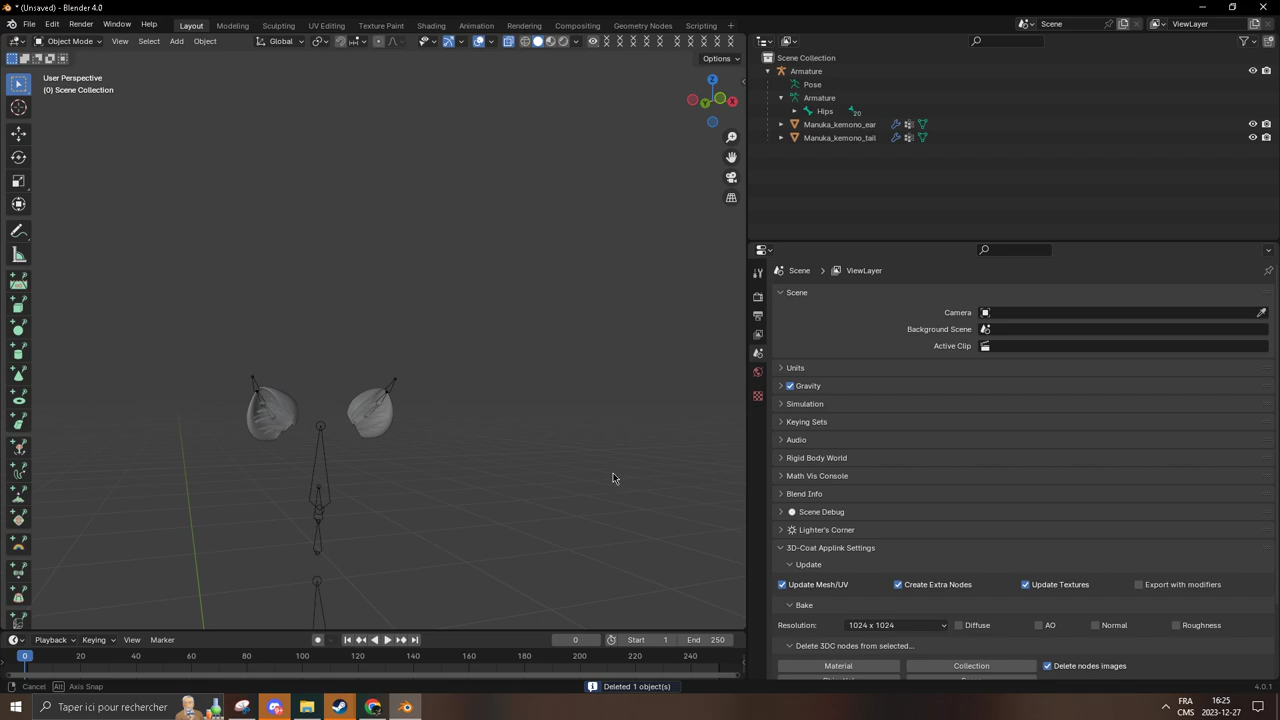 * (Unsaved) - Blender 4.0
File Edit Render Window Help Layout Modeling Sculpting UV Editing Texture Paint Shading Animation Rendering Compositing Geometry Nodes Scripting Scene ViewLayer
Object Mode View Select Add Object Global
Options
User Perspective
(0) Scene Collection
Z
Y
X
Scene Collection
Armature
Pose
Armature
Hips 20
Manuka_kemono_ear
Manuka_kemono_tail
Scene ViewLayer
Scene
Camera
Background Scene
Active Clip
Units
Gravity
Simulation
Keying Sets
Audio
Rigid Body World
Math Vis Console
Blend Info
Scene Debug
Lighter's Corner
3D-Coat Applink Settings
Update
Update Mesh/UV Create Extra Nodes Update Textures Export with modifiers
Bake
Resolution: 1024 x 1024 Diffuse AO Normal Roughness
Delete 3DC nodes from selected...
Material Collection Delete nodes images
Playback Keying View Marker 0 Start 1 End 250
0 20 40 60 80 100 120 140 160 180 200 220 240
Cancel Alt Axis Snap Deleted 1 object(s) 4.0.1
Taper ici pour rechercher
FRA
CMS
16:25
2023-12-27